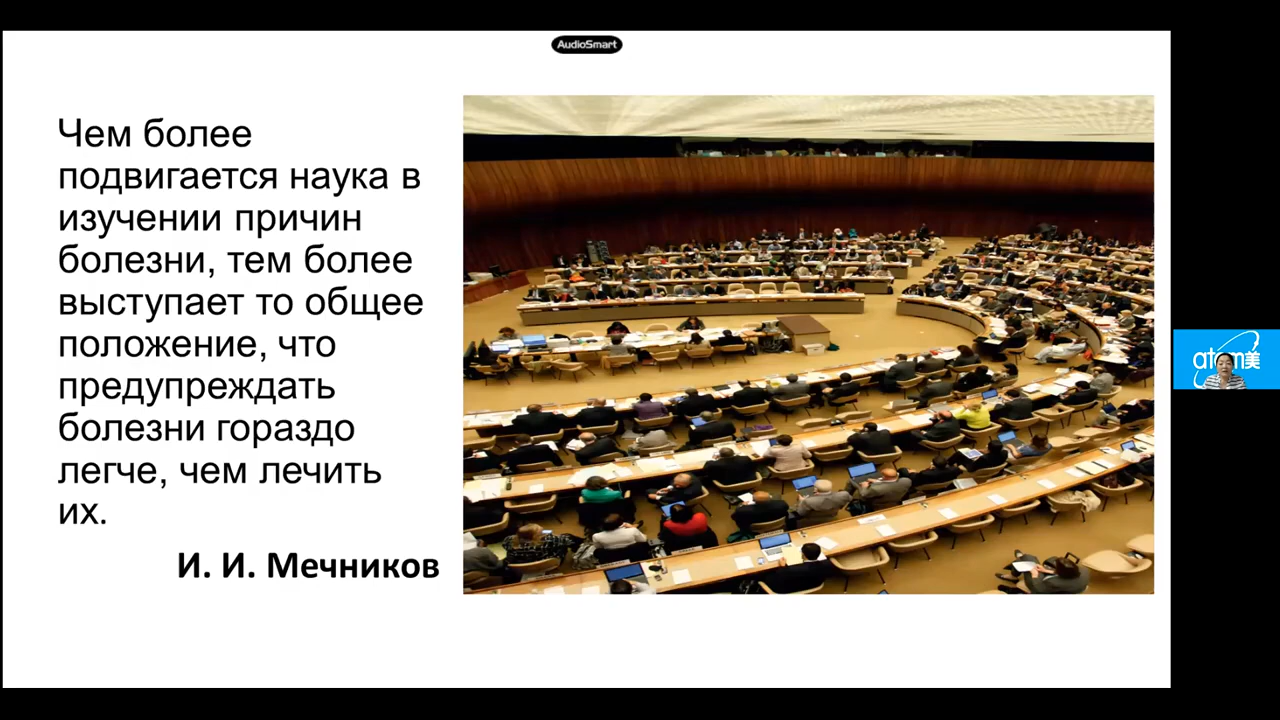 AudioSmart
Чем более
подвигается наука в
изучении причин
болезни, тем более
выступает то общее
положение, что
предупреждать
болезни гораздо
легче, чем лечить
их.
И. И. Мечников
atom美